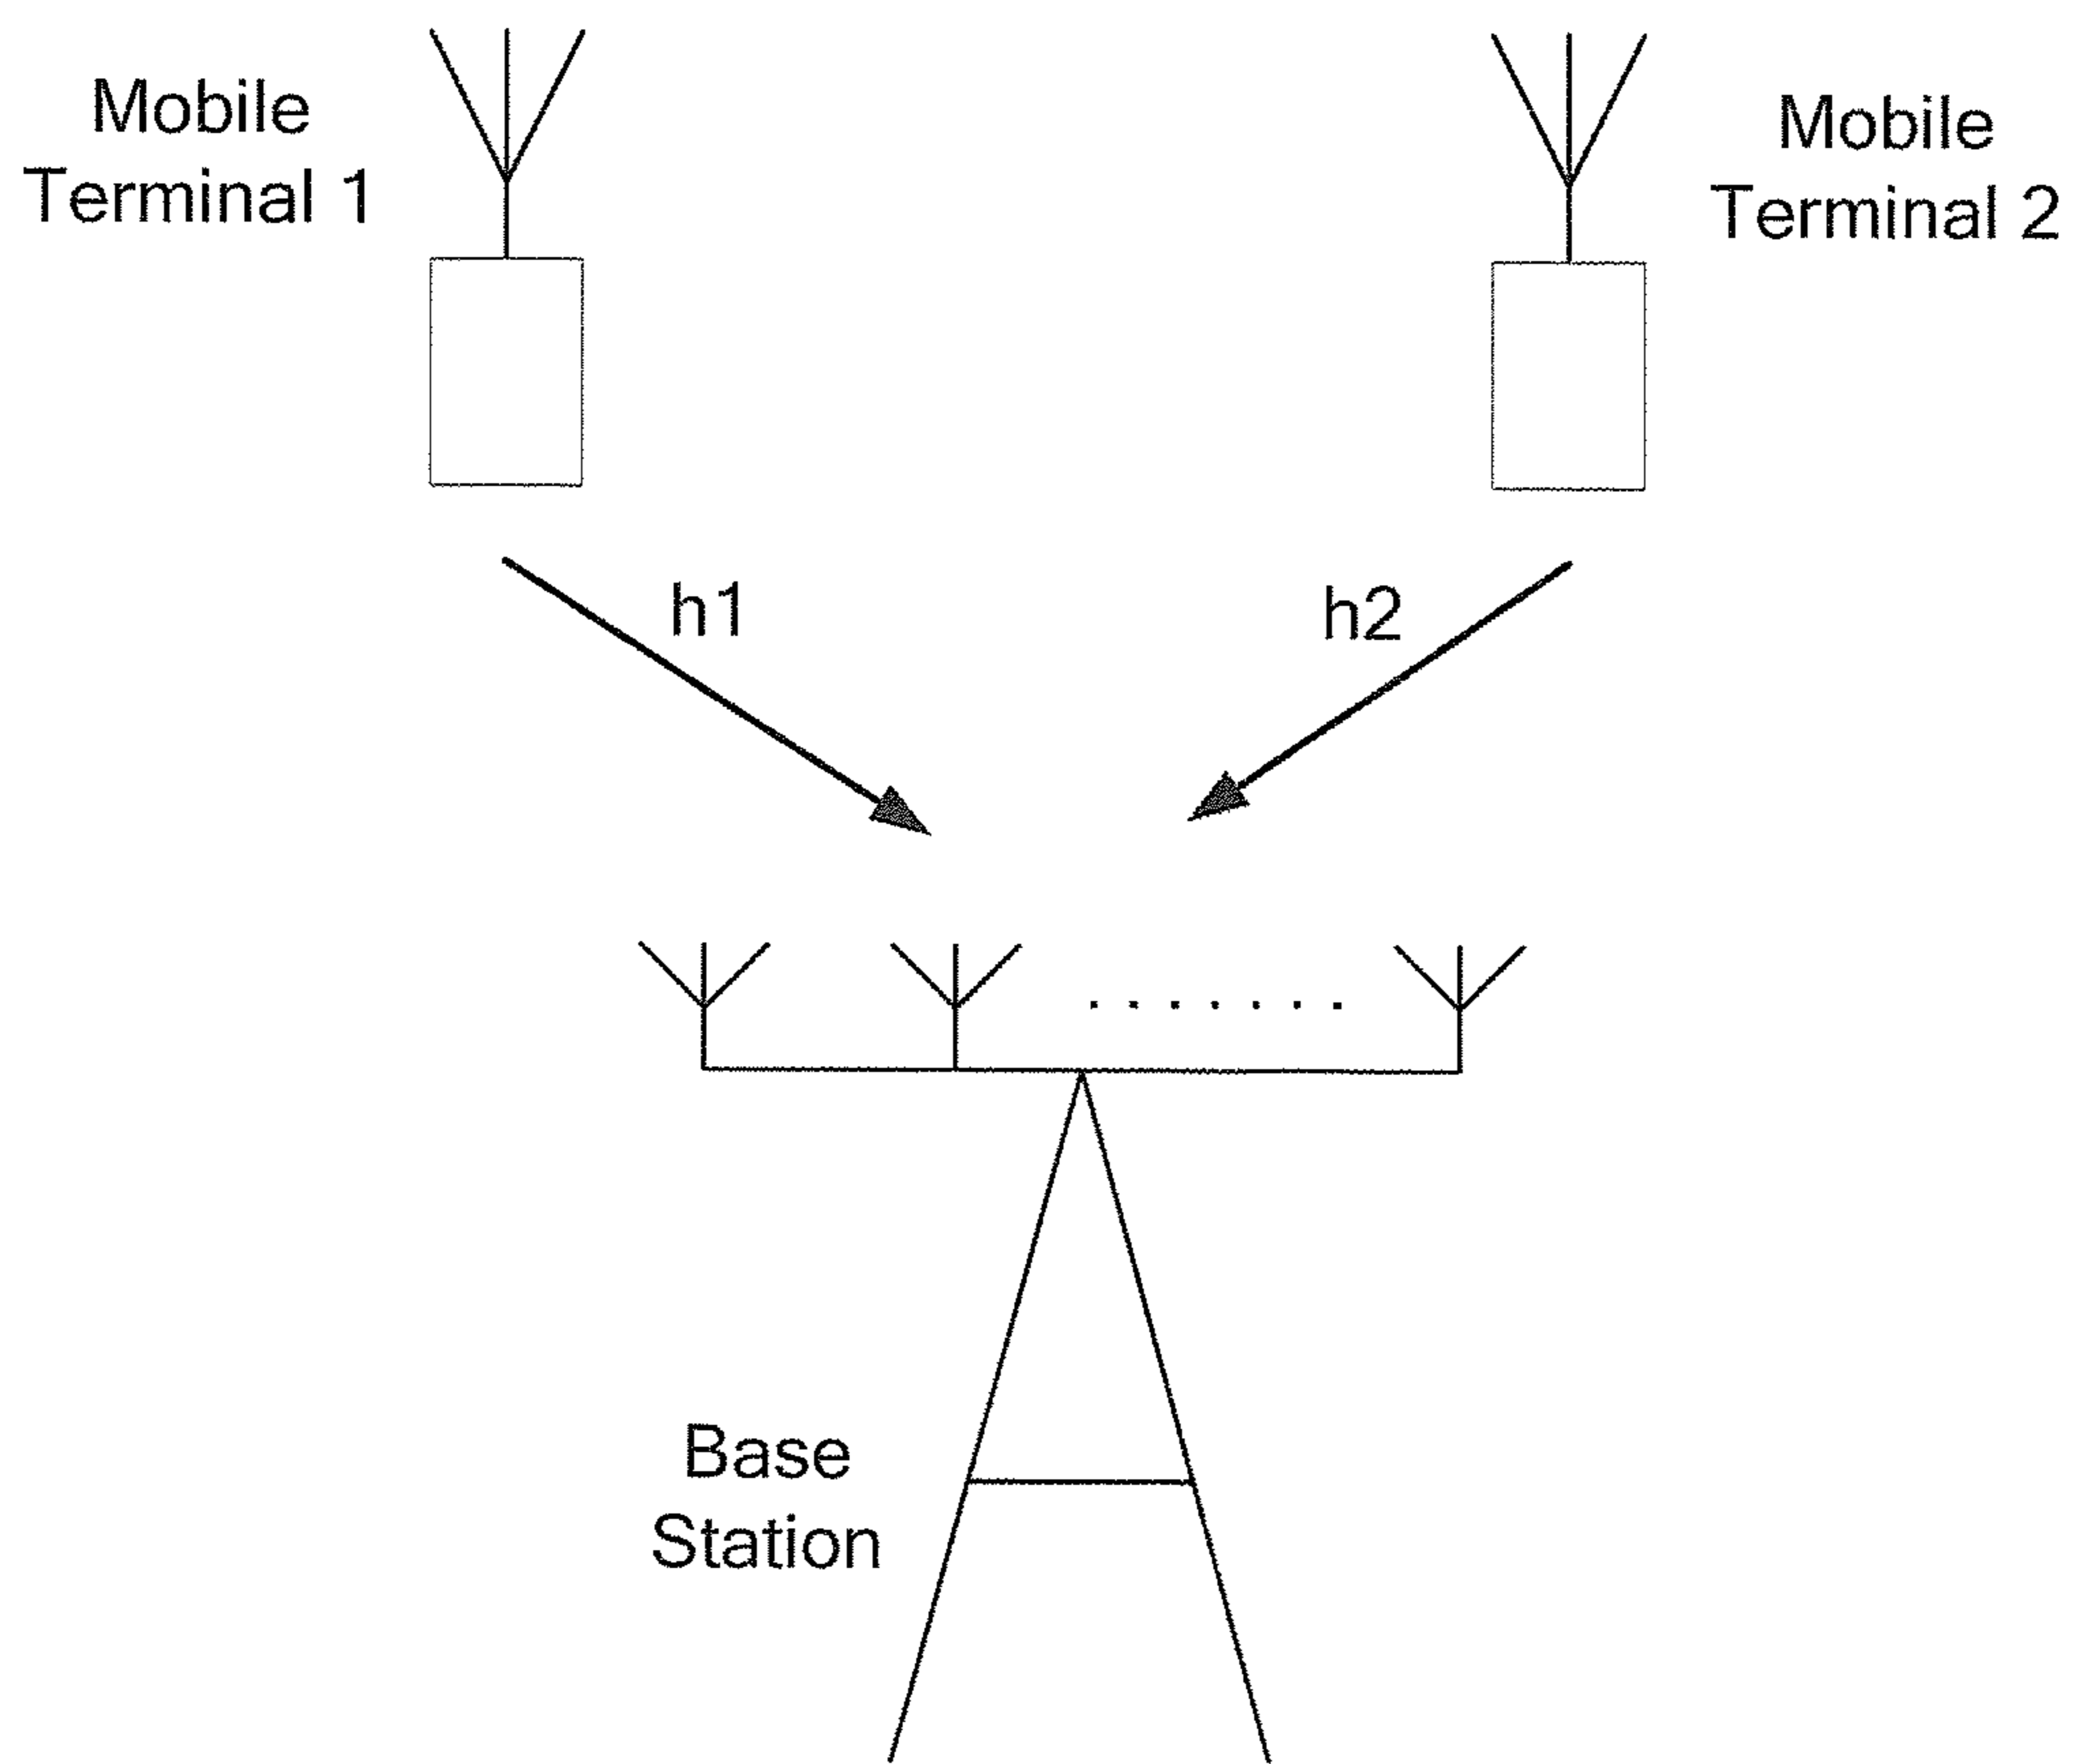 Mobile
Terminal 1
Mobile
Terminal 2
h1
h2
Base
Station